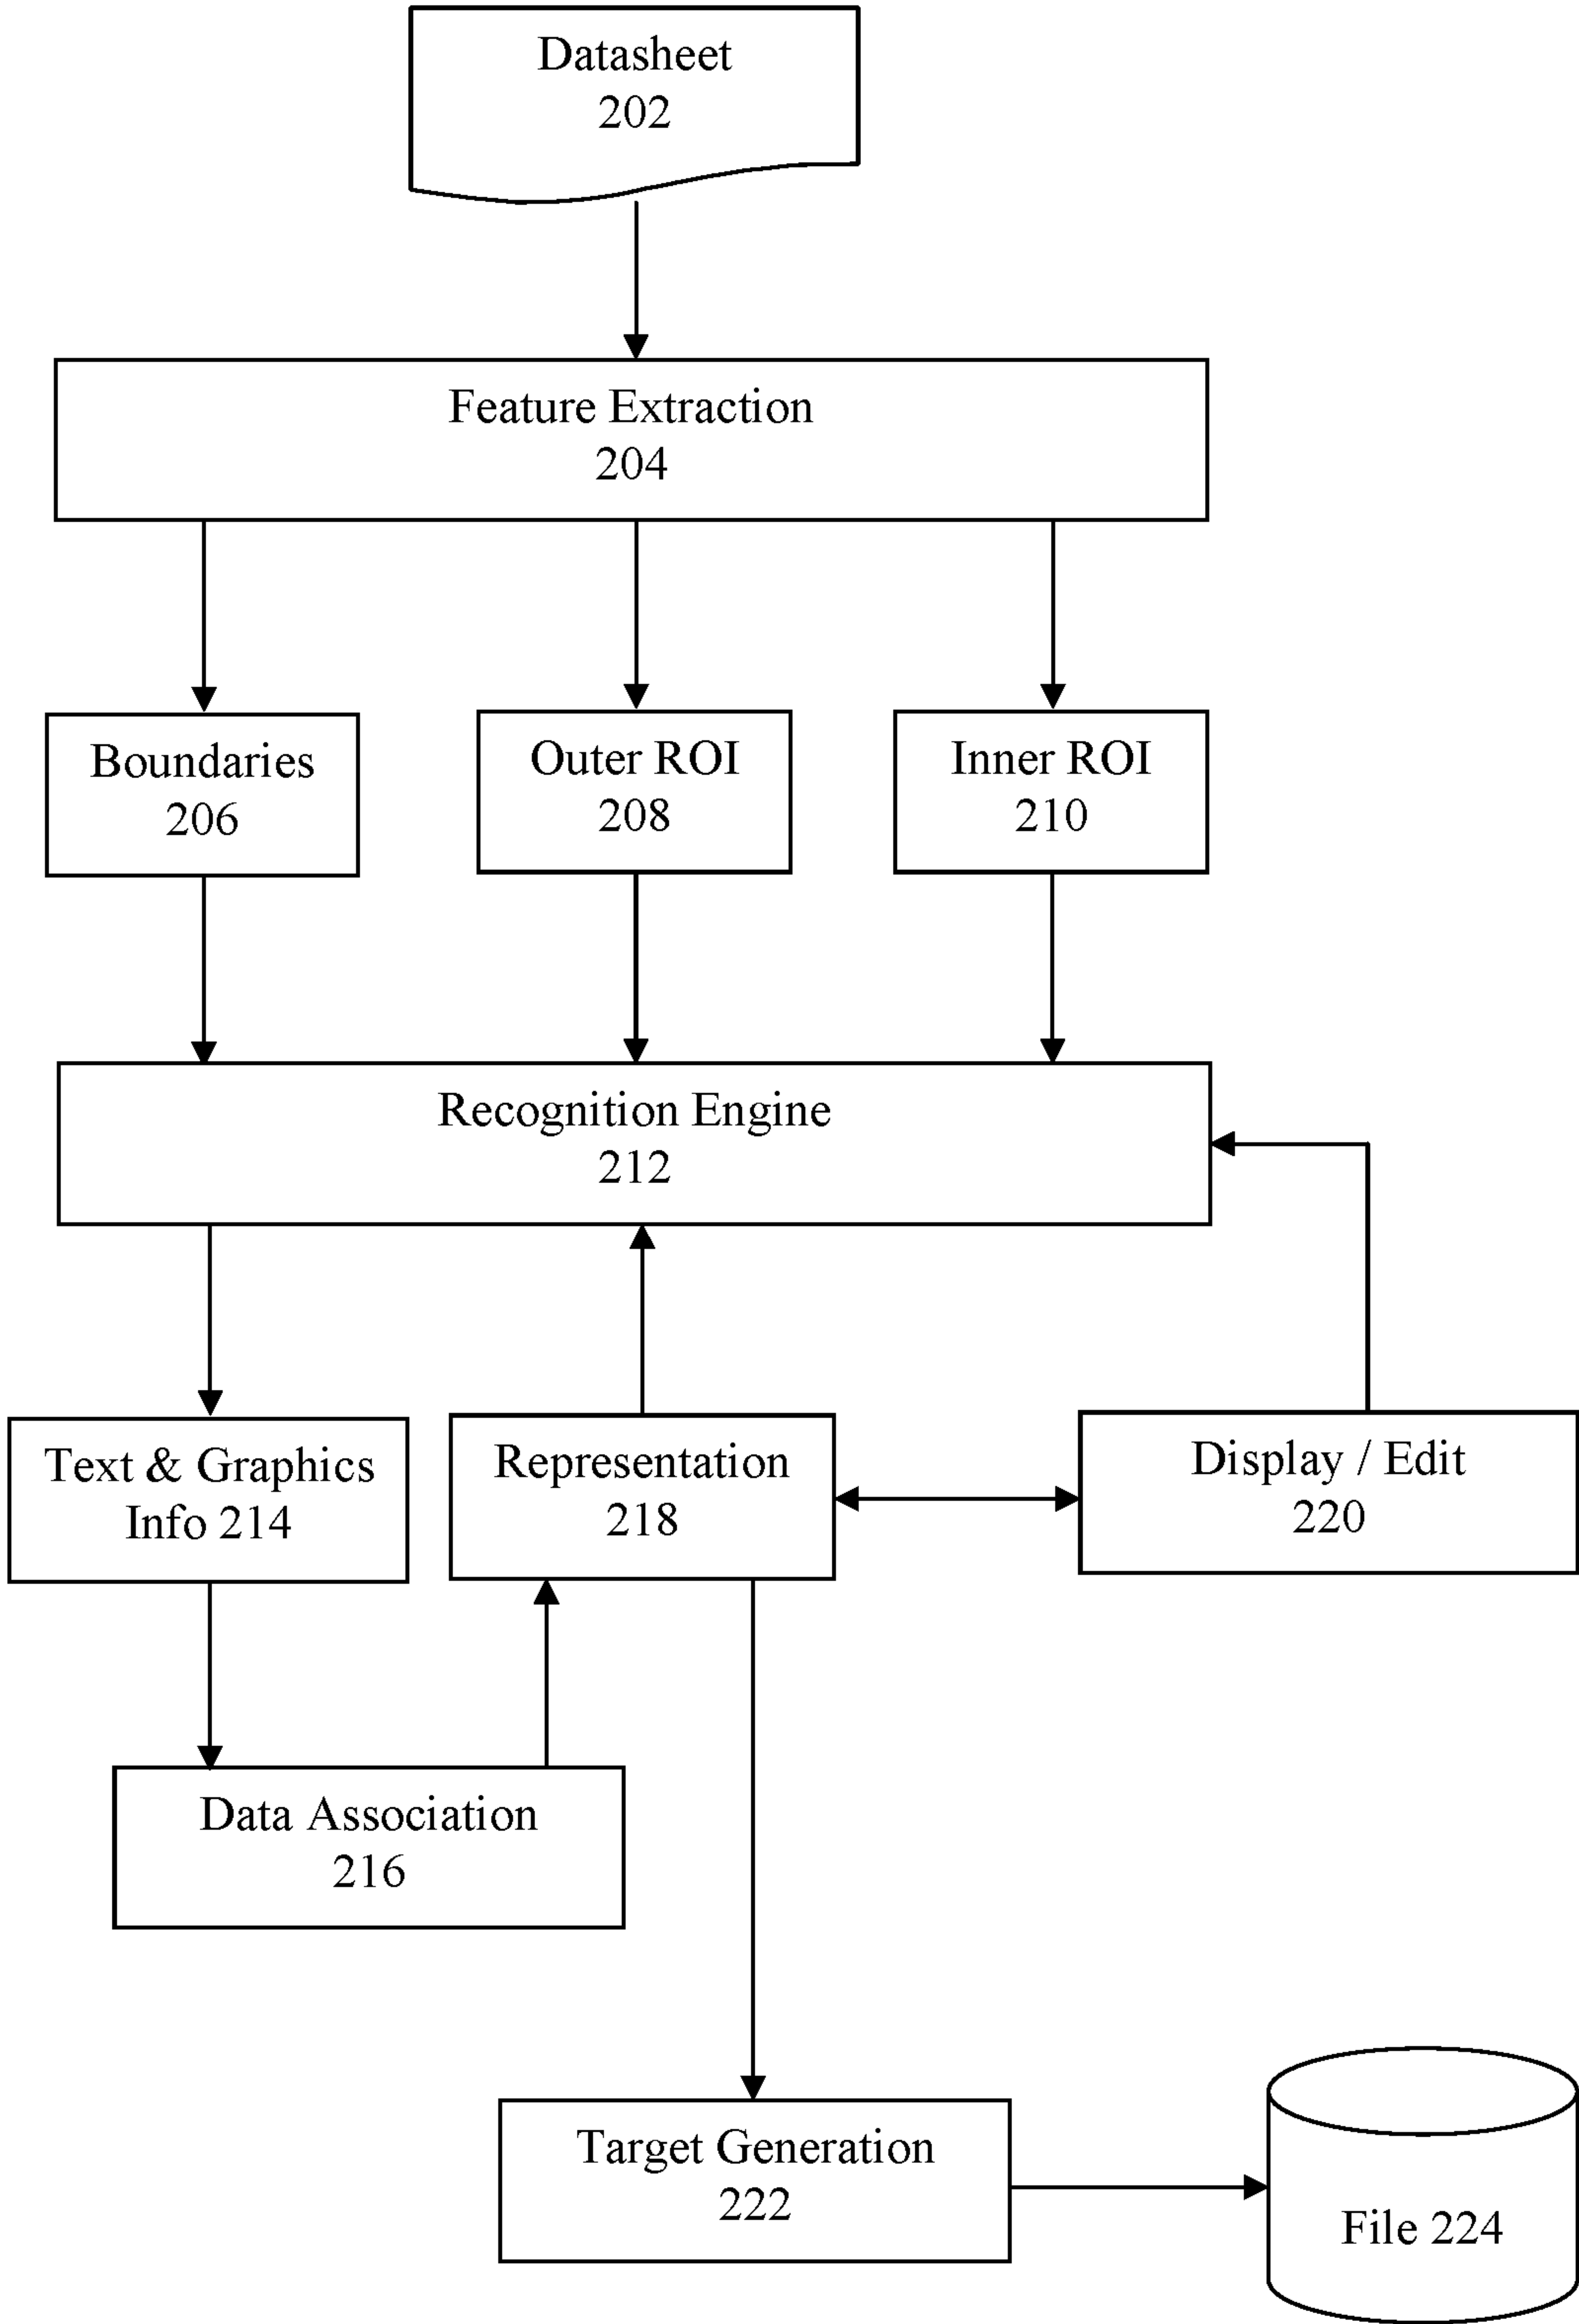 Datasheet
202
Feature Extraction
204
Boundaries
206
Outer ROI
208
Inner ROI
210
Recognition Engine
212
Text & Graphics
Info 214
Representation
218
Display / Edit
220
Data Association
216
Target Generation
222
File 224